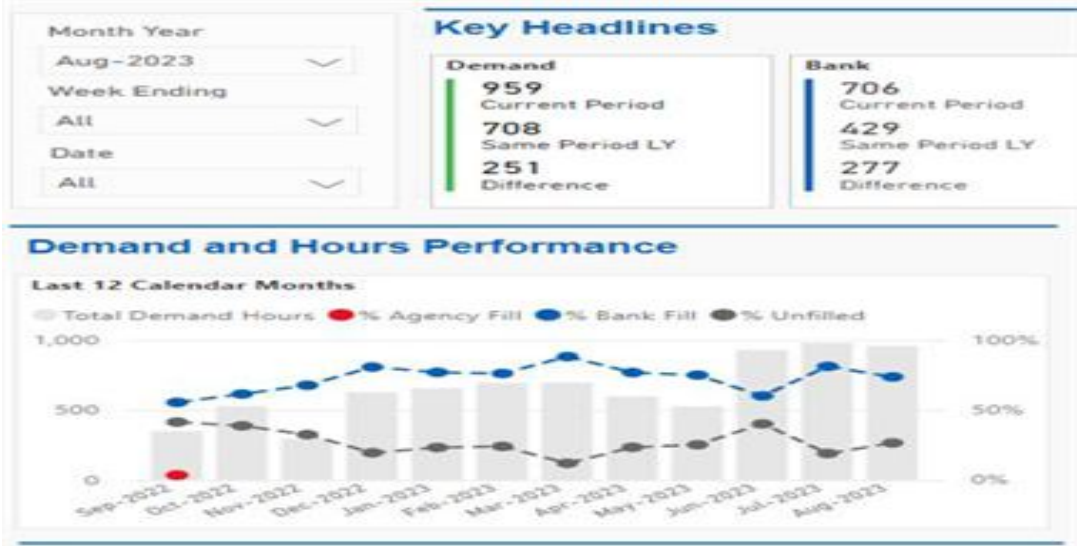 Month Year
Aug-2023
Week Ending
All
Date
All
Key Headlines
Demand
959
Current Period
708
Same Period LY
251
Difference
Bank
706
Current Period
429
Same Period LY
277
Difference
Demand and Hours Performance
Last 12 Calendar Months
Total Demand Hours % Agency Fill % Bank Fill % Unfilled
1,000 100%
500 50%
0 0%
Sep-2022 Oct-2022 Nov-2022 Dec-2022 Jan-2023 Feb-2023 Mar-2023 Apr-2023 May-2023 Jun-2023 Jul-2023 Aug-2023